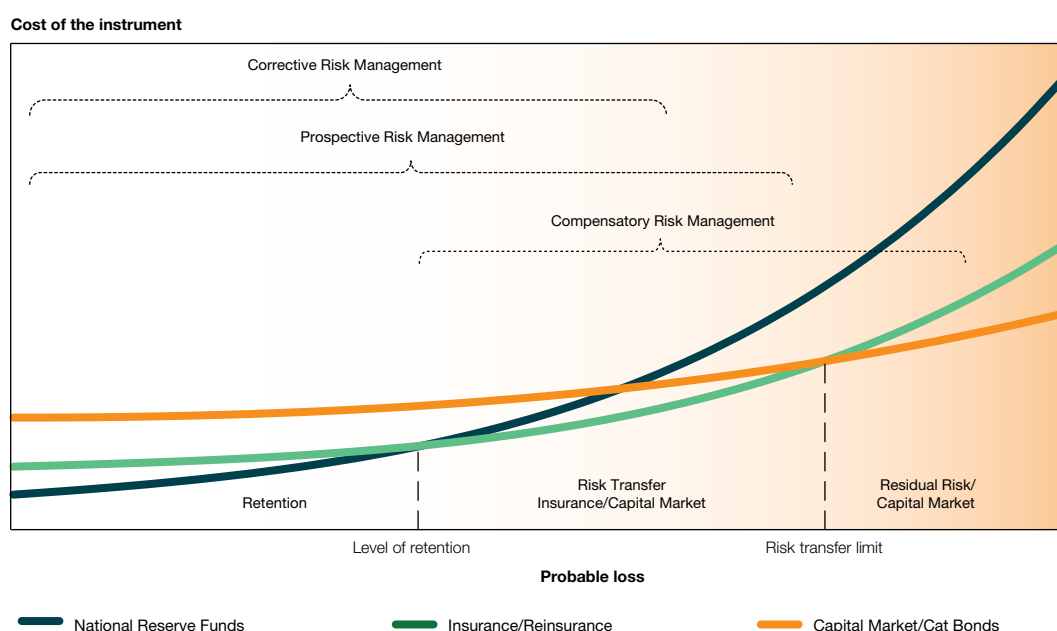 Cost of the instrument
Corrective Risk Management
Prospective Risk Management
Compensatory Risk Management
Retention
Risk Transfer
Insurance/Capital Market
Residual Risk/
Capital Market
Level of retention
Risk transfer limit
Probable loss
National Reserve Funds
Insurance/Reinsurance
Capital Market/Cat Bonds